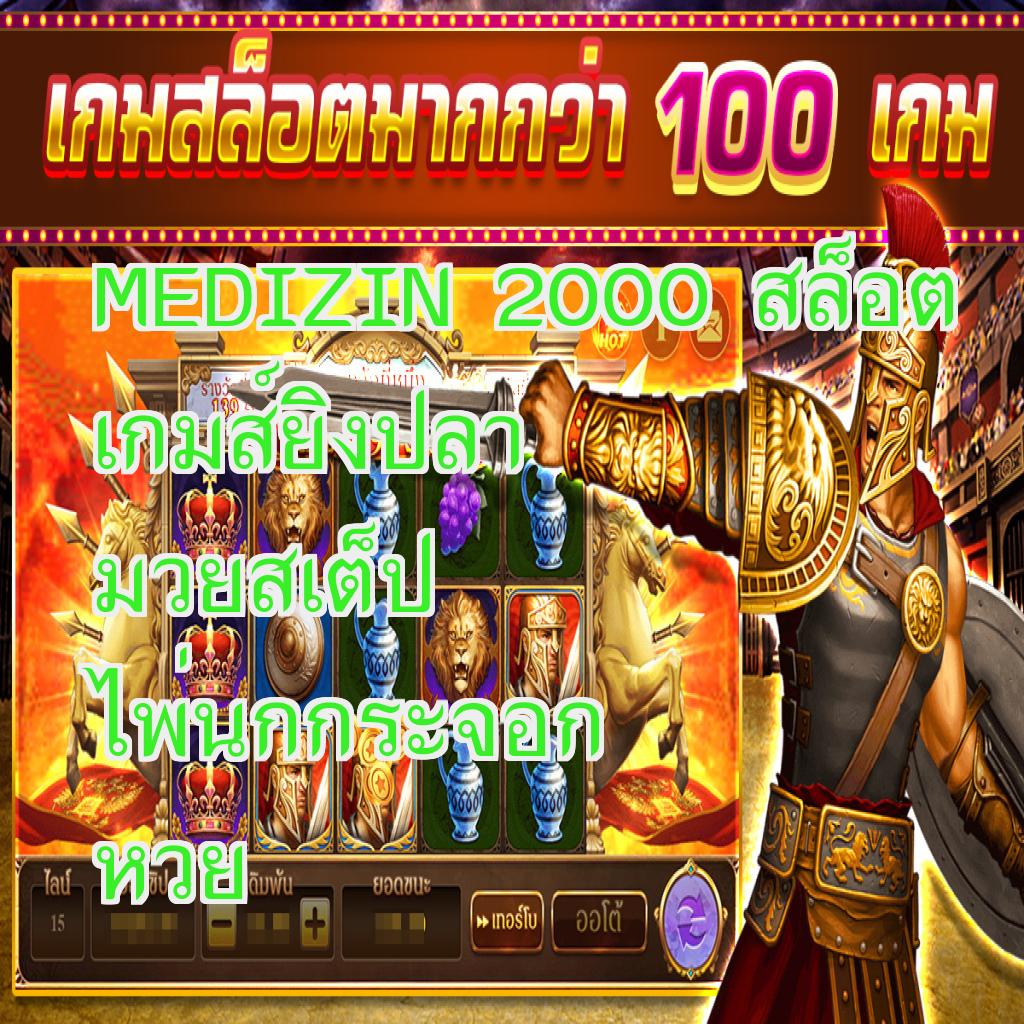 เกมสล็อตมากกว่า 100 เกม
MEDIZIN 2000 สล็อต
HOT
เกมส์ยิงปลา
139
มวยสเต็ป
ไพ่นกกระจอก
หวย
ไลน์
ยอดชนะ
15
เทอร์โบ
ออโต้